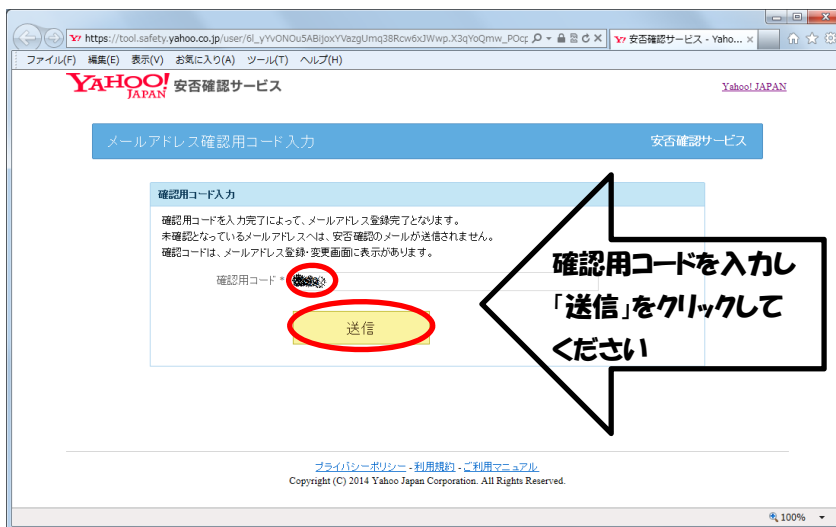 https://tool.safety.yahoo.co.jp/user/6l_yYvONOu5ABIjoxYVazgUmq38Rcw6xJWwp.X3qYoQmw_POcp
安否確認サービス - Yaho...
ファイル(F) 編集(E) 表示(V) お気に入り(A) ツール(T) ヘルプ(H)
YAHOO! JAPAN 安否確認サービス
Yahoo! JAPAN
メールアドレス確認用コード入力
安否確認サービス
確認用コード入力
確認用コードを入力完了によって、メールアドレス登録完了となります。
未確認となっているメールアドレスへは、安否確認のメールが送信されません。
確認コードは、メールアドレス登録・変更画面に表示があります。
確認用コード *
送信
確認用コードを入力し
「送信」をクリックして
ください
プライバシーポリシー - 利用規約 - ご利用マニュアル
Copyright (C) 2014 Yahoo Japan Corporation. All Rights Reserved.
100%